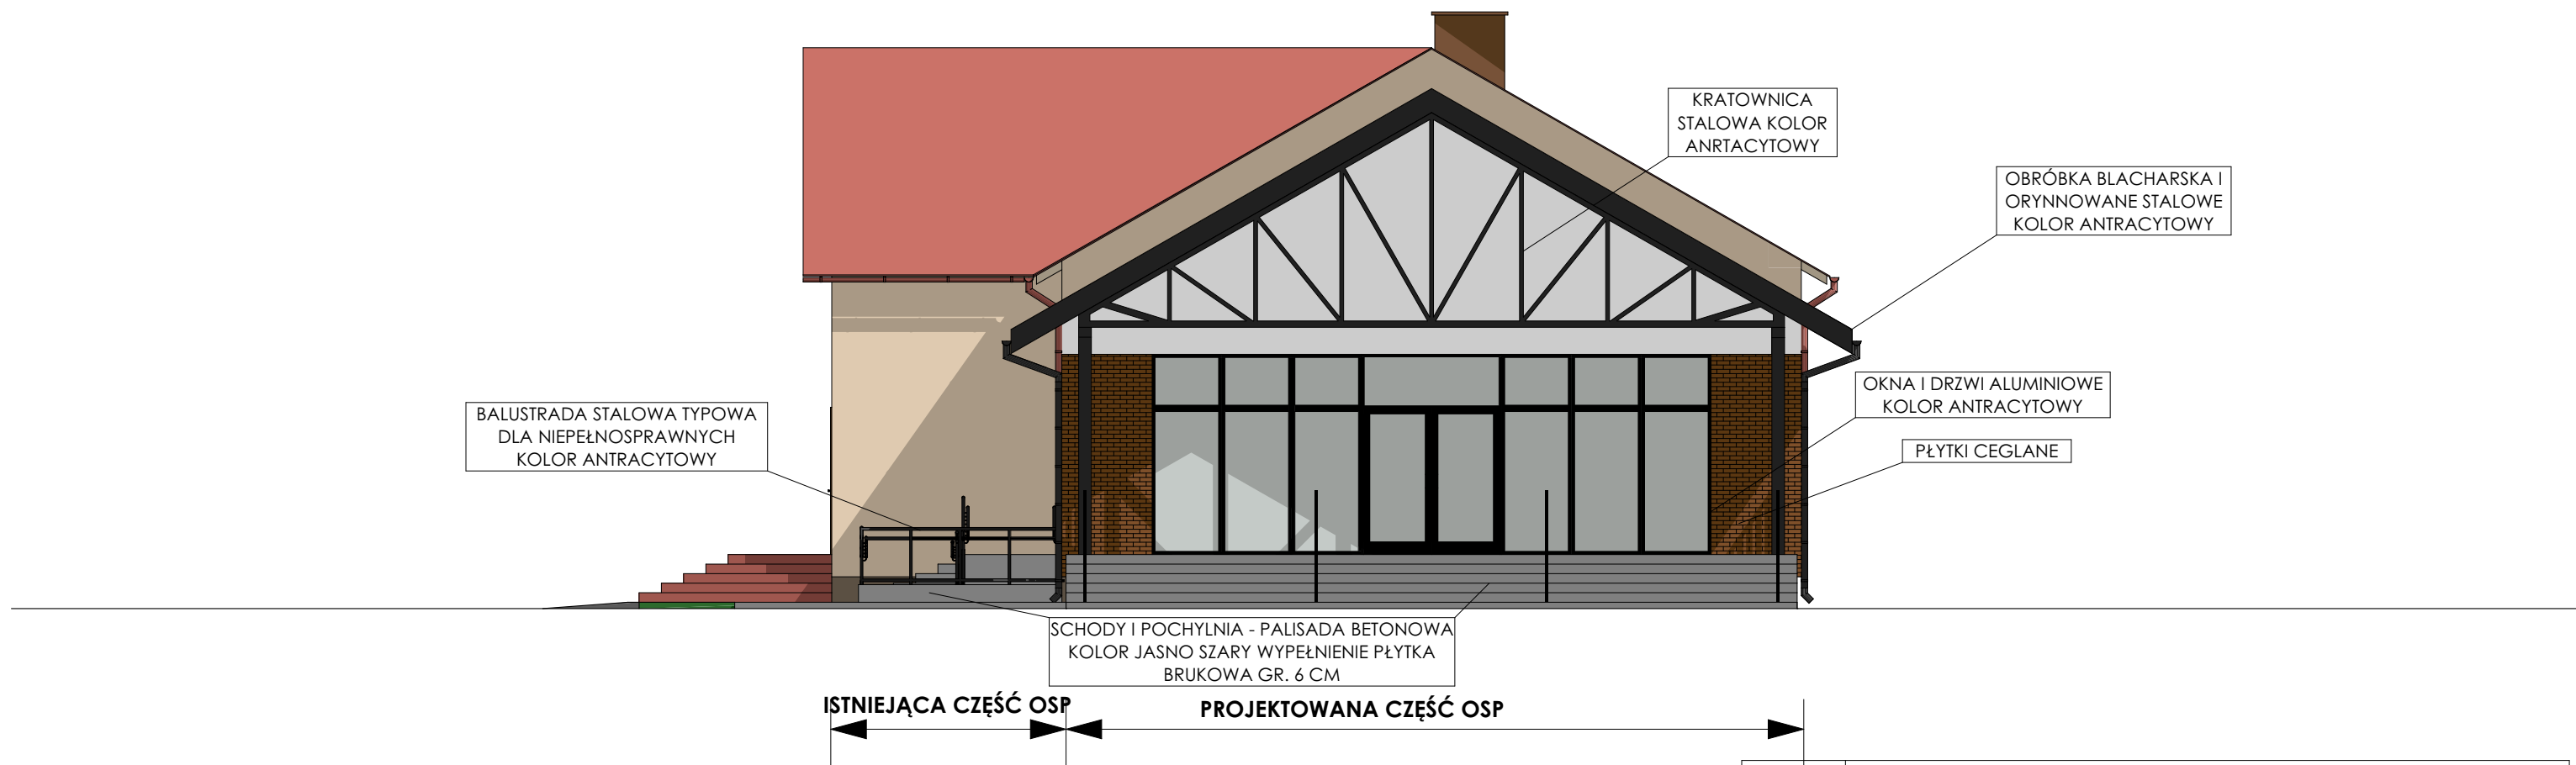 KRATOWNICA
STALOWA KOLOR
ANRTACYTOWY
OBRÓBKA BLACHARSKA I
ORYNNOWANE STALOWE
KOLOR ANTRACYTOWY
OKNA I DRZWI ALUMINIOWE
KOLOR ANTRACYTOWY
BALUSTRADA STALOWA TYPOWA
DLA NIEPEŁNOSPRAWNYCH
KOLOR ANTRACYTOWY
PŁYTKI CEGLANE
SCHODY I POCHYLNIA - PALISADA BETONOWA
KOLOR JASNO SZARY WYPEŁNIENIE PŁYTKA
BRUKOWA GR. 6 CM
ISTNIEJĄCA CZĘŚĆ OSP
PROJEKTOWANA CZĘŚĆ OSP